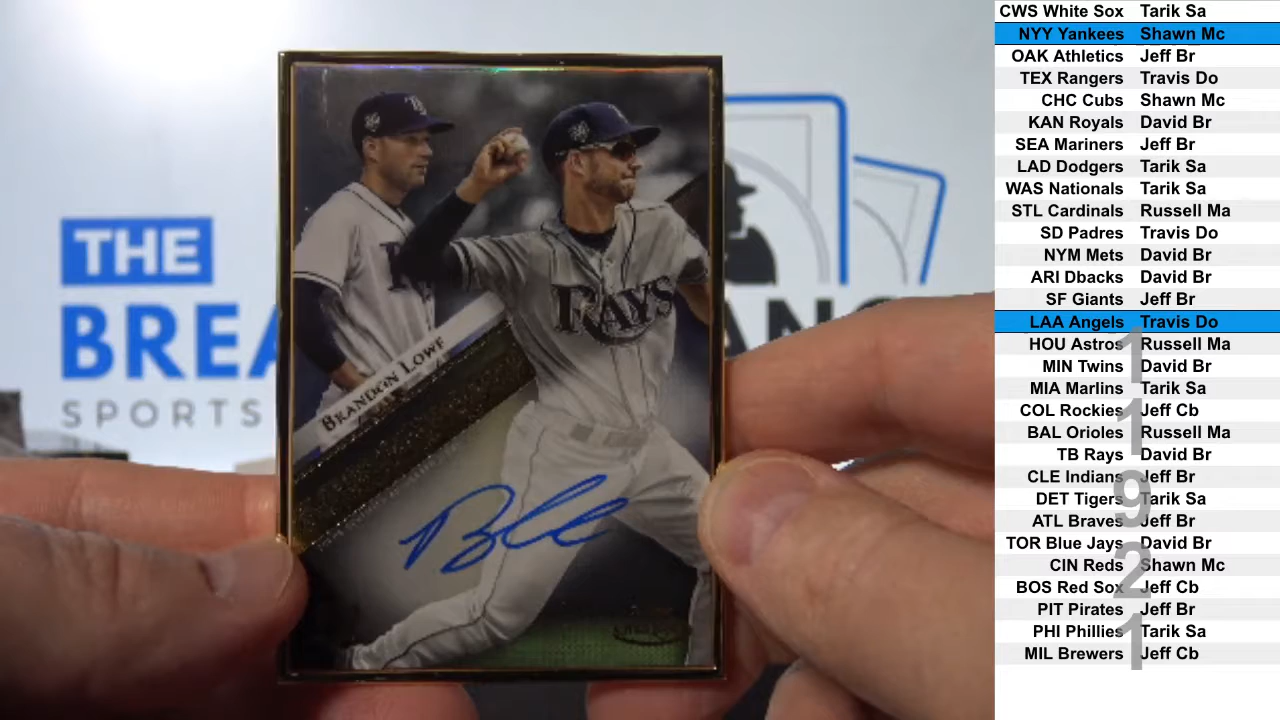 THE
BREA
SPORTS
BRANDON LOWE
RAYS
CWS White Sox Tarik Sa
NYY Yankees Shawn Mc
OAK Athletics Jeff Br
TEX Rangers Travis Do
CHC Cubs Shawn Mc
KAN Royals David Br
SEA Mariners Jeff Br
LAD Dodgers Tarik Sa
WAS Nationals Tarik Sa
STL Cardinals Russell Ma
SD Padres Travis Do
NYM Mets David Br
ARI Dbacks David Br
SF Giants Jeff Br
LAA Angels Travis Do
HOU Astros Russell Ma
MIN Twins David Br
MIA Marlins Tarik Sa
COL Rockies Jeff Cb
BAL Orioles Russell Ma
TB Rays David Br
CLE Indians Jeff Br
DET Tigers Tarik Sa
ATL Braves Jeff Br
TOR Blue Jays David Br
CIN Reds Shawn Mc
BOS Red Sox Jeff Cb
PIT Pirates Jeff Br
PHI Phillies Tarik Sa
MIL Brewers Jeff Cb
1
1
9
2
1